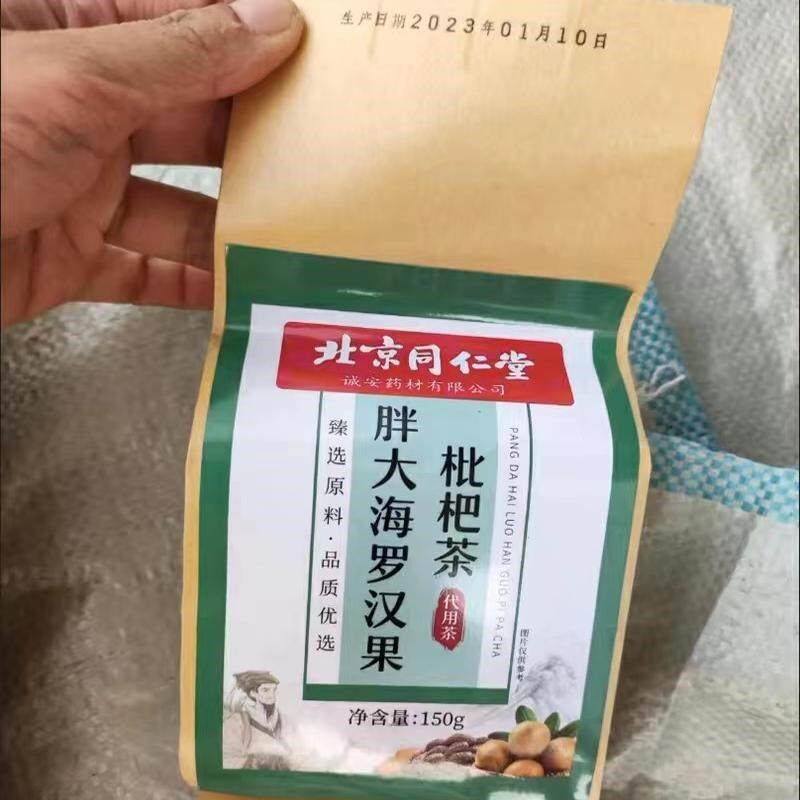 生产日期2023年01月10日
北京同仁堂
诚安药材有限公司
胖大海罗汉果
枇杷茶
代用茶
臻选原料·品质优选
PANG DA HAI LUO HAN GUO PI PA CHA
图片仅供参考
净含量:150g